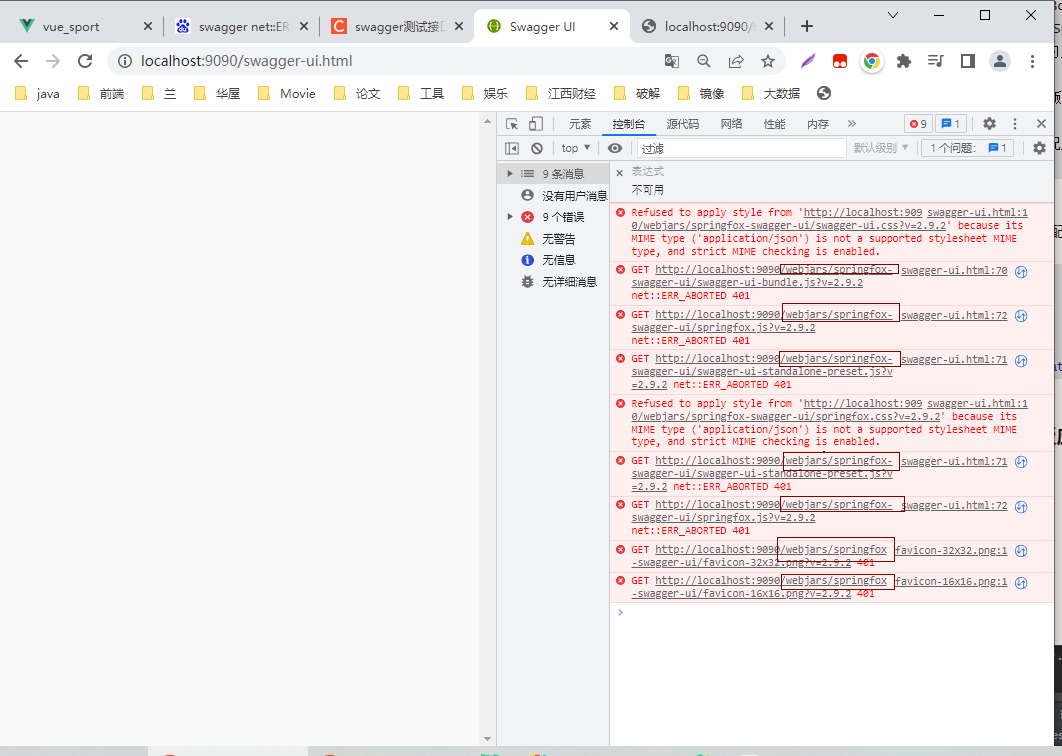 vue_sport
swagger net::ER
swagger测试接口
Swagger UI
localhost:9090/
localhost:9090/swagger-ui.html
java
前端
兰
华屋
Movie
论文
工具
娱乐
江西财经
破解
镜像
大数据
元素
控制台
源代码
网络
性能
内存
»
9
1
top
过滤
默认级别
1 个问题:
1
9 条消息
没有用户消息
9 个错误
无警告
无信息
无详细消息
表达式
不可用
Refused to apply style from 'http://localhost:909 swagger-ui.html:1
0/webjars/springfox-swagger-ui/swagger-ui.css?v=2.9.2' because its
MIME type ('application/json') is not a supported stylesheet MIME
type, and strict MIME checking is enabled.
GET http://localhost:9090/webjars/springfox- swagger-ui.html:70
swagger-ui/swagger-ui-bundle.js?v=2.9.2
net::ERR_ABORTED 401
GET http://localhost:9090/webjars/springfox- swagger-ui.html:72
swagger-ui/springfox.js?v=2.9.2
net::ERR_ABORTED 401
GET http://localhost:9090/webjars/springfox- swagger-ui.html:71
swagger-ui/swagger-ui-standalone-preset.js?v
=2.9.2 net::ERR_ABORTED 401
Refused to apply style from 'http://localhost:909 swagger-ui.html:1
0/webjars/springfox-swagger-ui/springfox.css?v=2.9.2' because its
MIME type ('application/json') is not a supported stylesheet MIME
type, and strict MIME checking is enabled.
GET http://localhost:9090/webjars/springfox- swagger-ui.html:71
swagger-ui/swagger-ui-standalone-preset.js?v
=2.9.2 net::ERR_ABORTED 401
GET http://localhost:9090/webjars/springfox- swagger-ui.html:72
swagger-ui/springfox.js?v=2.9.2
net::ERR_ABORTED 401
GET http://localhost:9090/webjars/springfox favicon-32x32.png:1
-swagger-ui/favicon-32x32.png?v=2.9.2 401
GET http://localhost:9090/webjars/springfox favicon-16x16.png:1
-swagger-ui/favicon-16x16.png?v=2.9.2 401